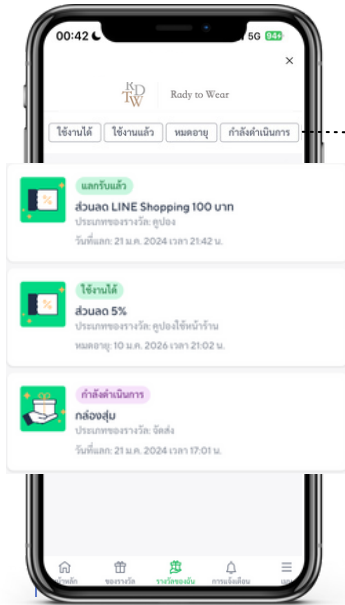 00:42
5G 94+
×
KD
TW
Rady to Wear
ใช้งานได้ ใช้งานแล้ว หมดอายุ กำลังดำเนินการ
แลกรับแล้ว
ส่วนลด LINE Shopping 100 บาท
ประเภทของรางวัล: คูปอง
วันที่แลก: 21 ม.ค. 2024 เวลา 21:42 น.
ใช้งานได้
ส่วนลด 5%
ประเภทของรางวัล: คูปองใช้หน้าร้าน
หมดอายุ: 10 ม.ค. 2026 เวลา 21:02 น.
กำลังดำเนินการ
กล่องสุ่ม
ประเภทของรางวัล: จัดส่ง
วันที่แลก: 21 ม.ค. 2024 เวลา 17:01 น.
หน้าหลัก ของรางวัล รางวัลของฉัน การแจ้งเตือน เมนู